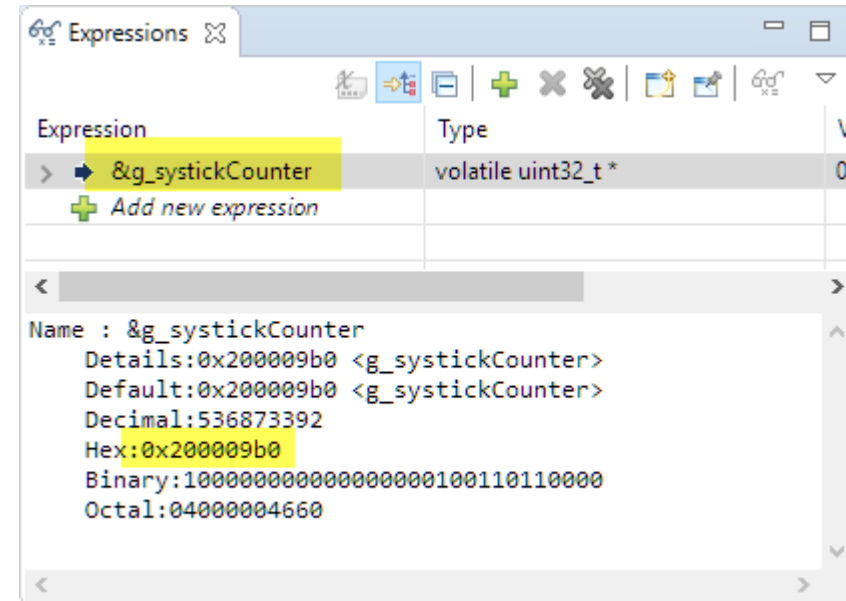 Expressions
Expression Type
&g_systickCounter volatile uint32_t * 0
Add new expression
Name : &g_systickCounter
Details:0x200009b0 <g_systickCounter>
Default:0x200009b0 <g_systickCounter>
Decimal:536873392
Hex:0x200009b0
Binary:100000000000000000100110110000
Octal:04000004660